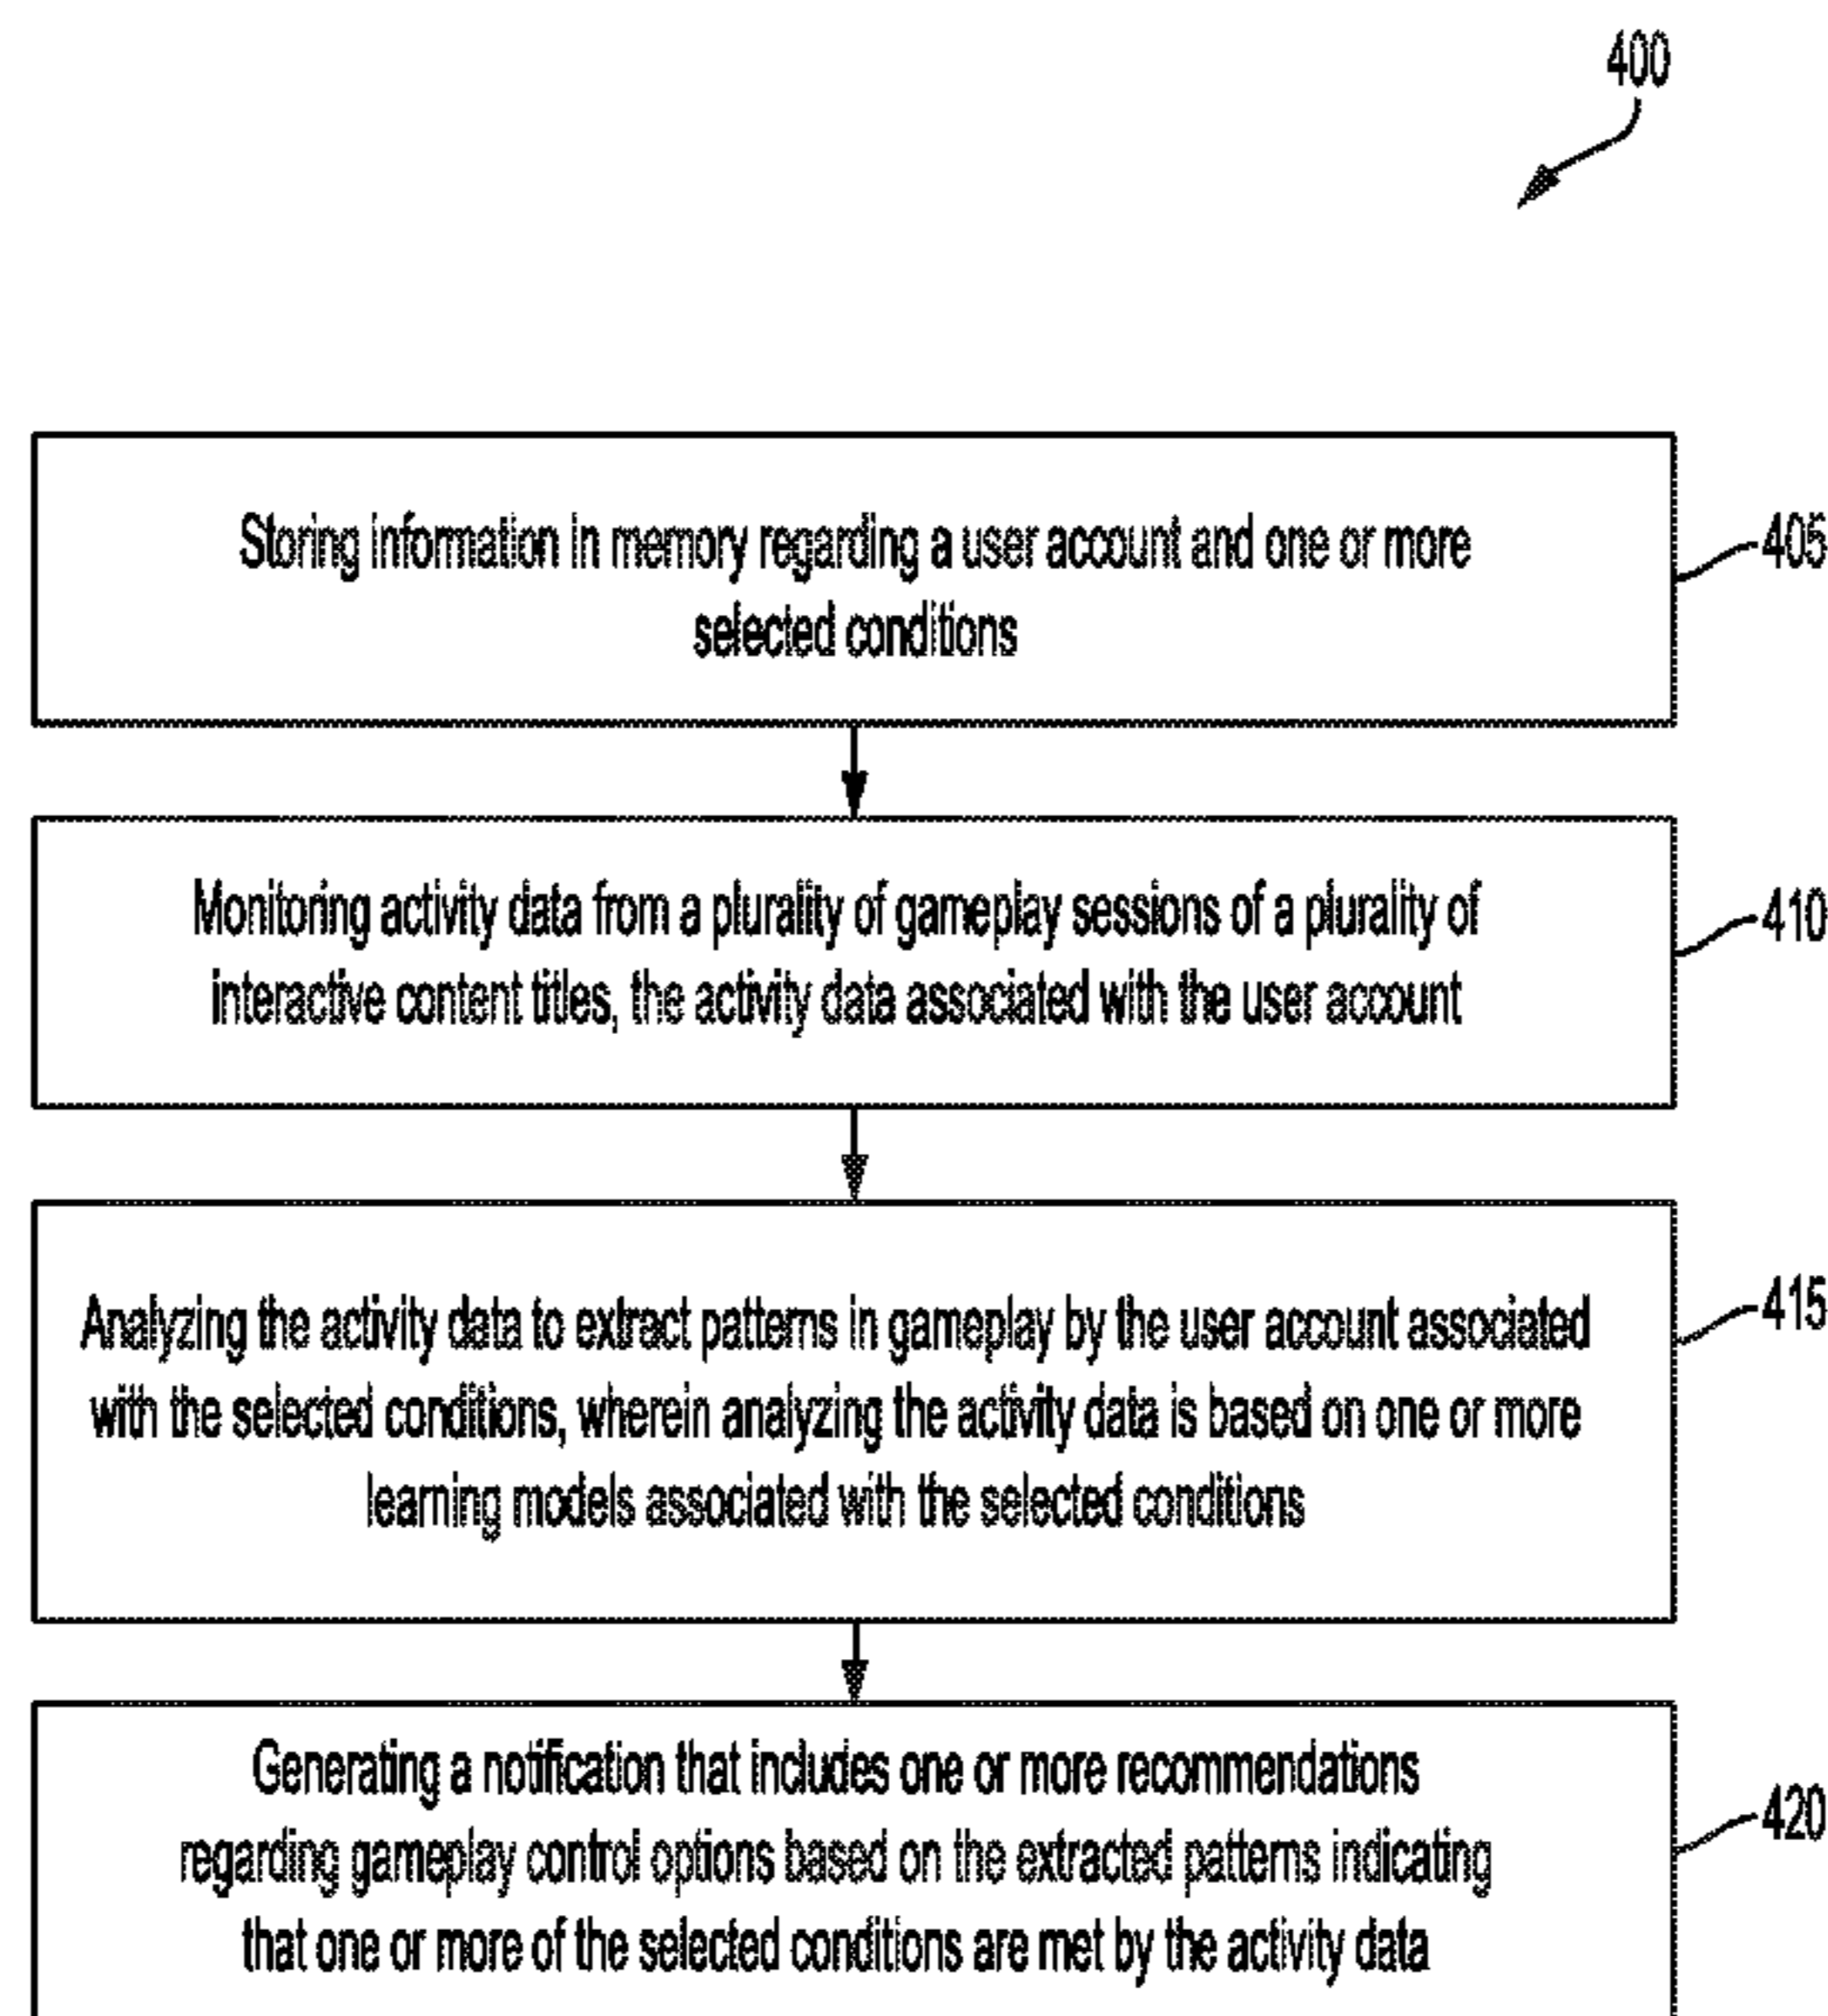 400
Storing information in memory regarding a user account and one or more
selected conditions
405
Monitoring activity data from a plurality of gameplay sessions of a plurality of
interactive content titles, the activity data associated with the user account
410
Analyzing the activity data to extract patterns in gameplay by the user account associated
with the selected conditions, wherein analyzing the activity data is based on one or more
learning models associated with the selected conditions
415
Generating a notification that includes one or more recommendations
regarding gameplay control options based on the extracted patterns indicating
that one or more of the selected conditions are met by the activity data
420